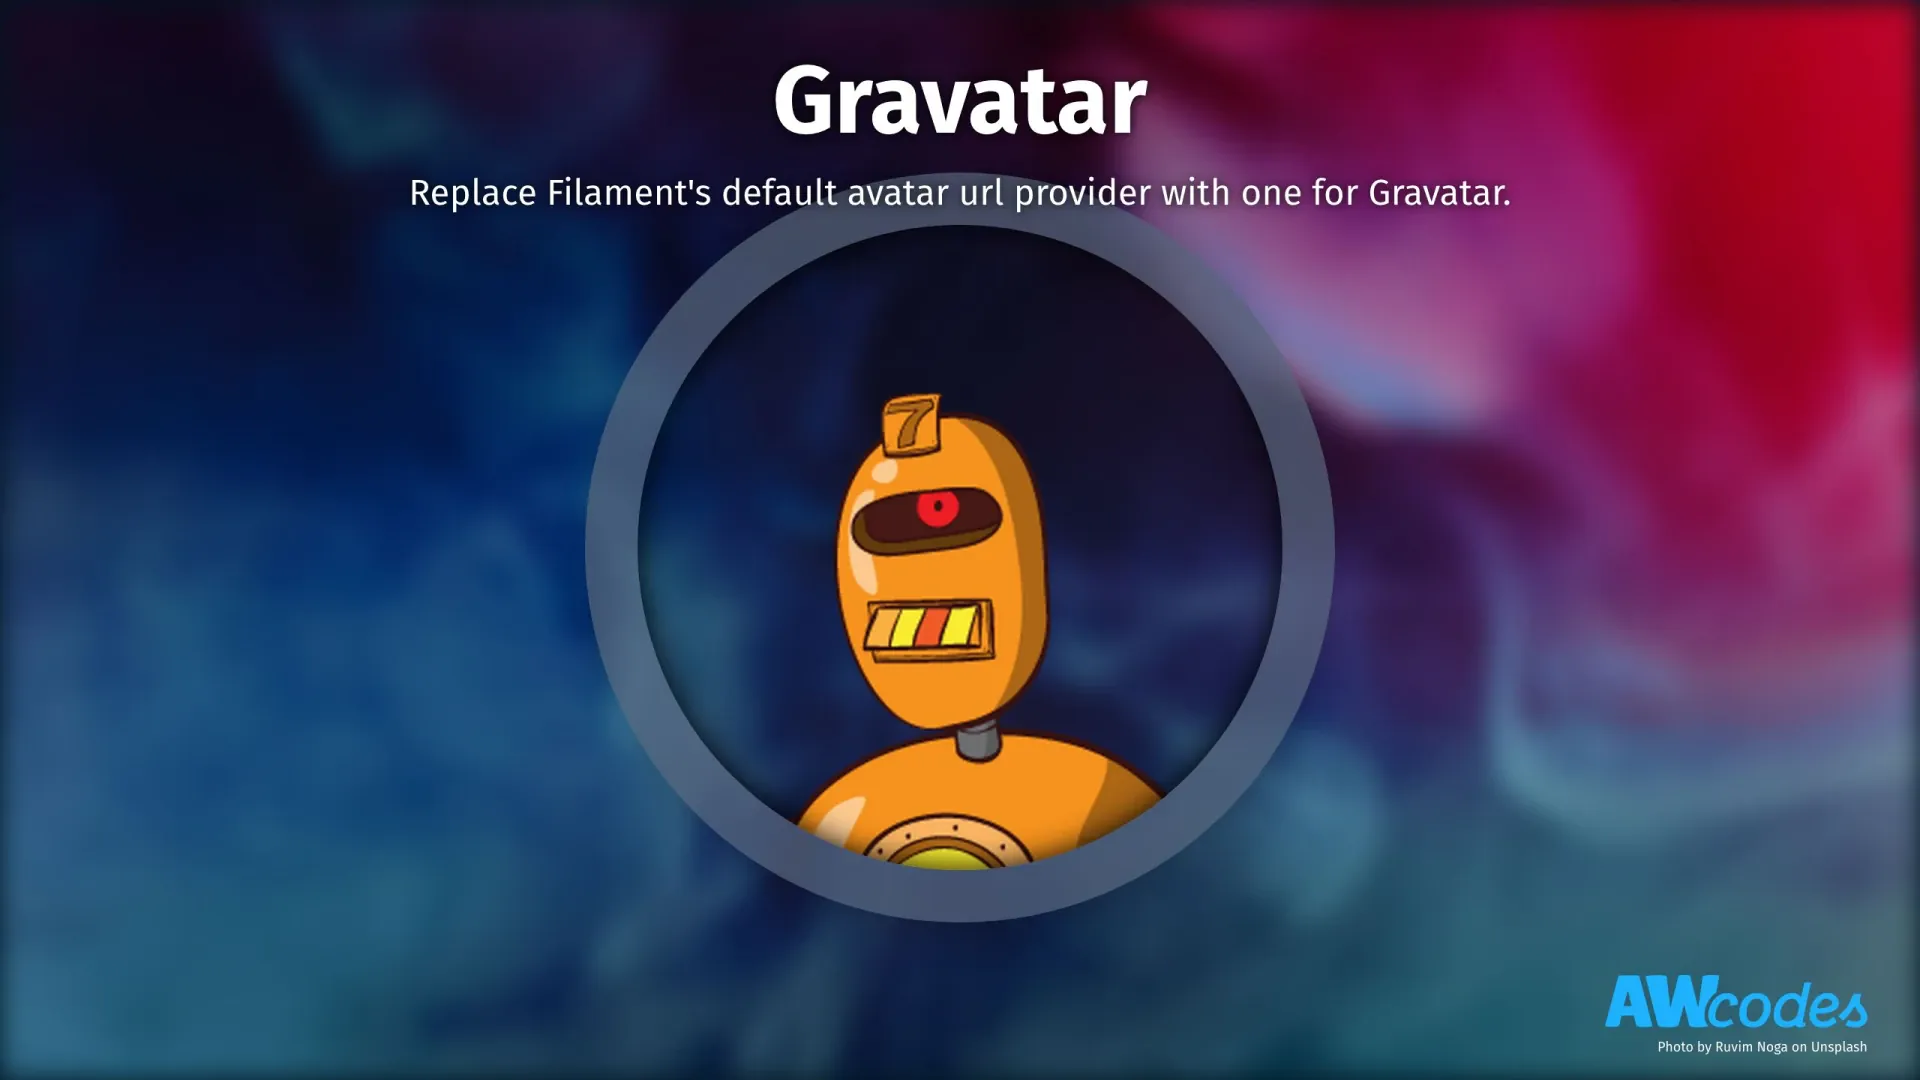 Gravatar
Replace Filament's default avatar url provider with one for Gravatar.
7
AWcodes
Photo by Ruvim Noga on Unsplash